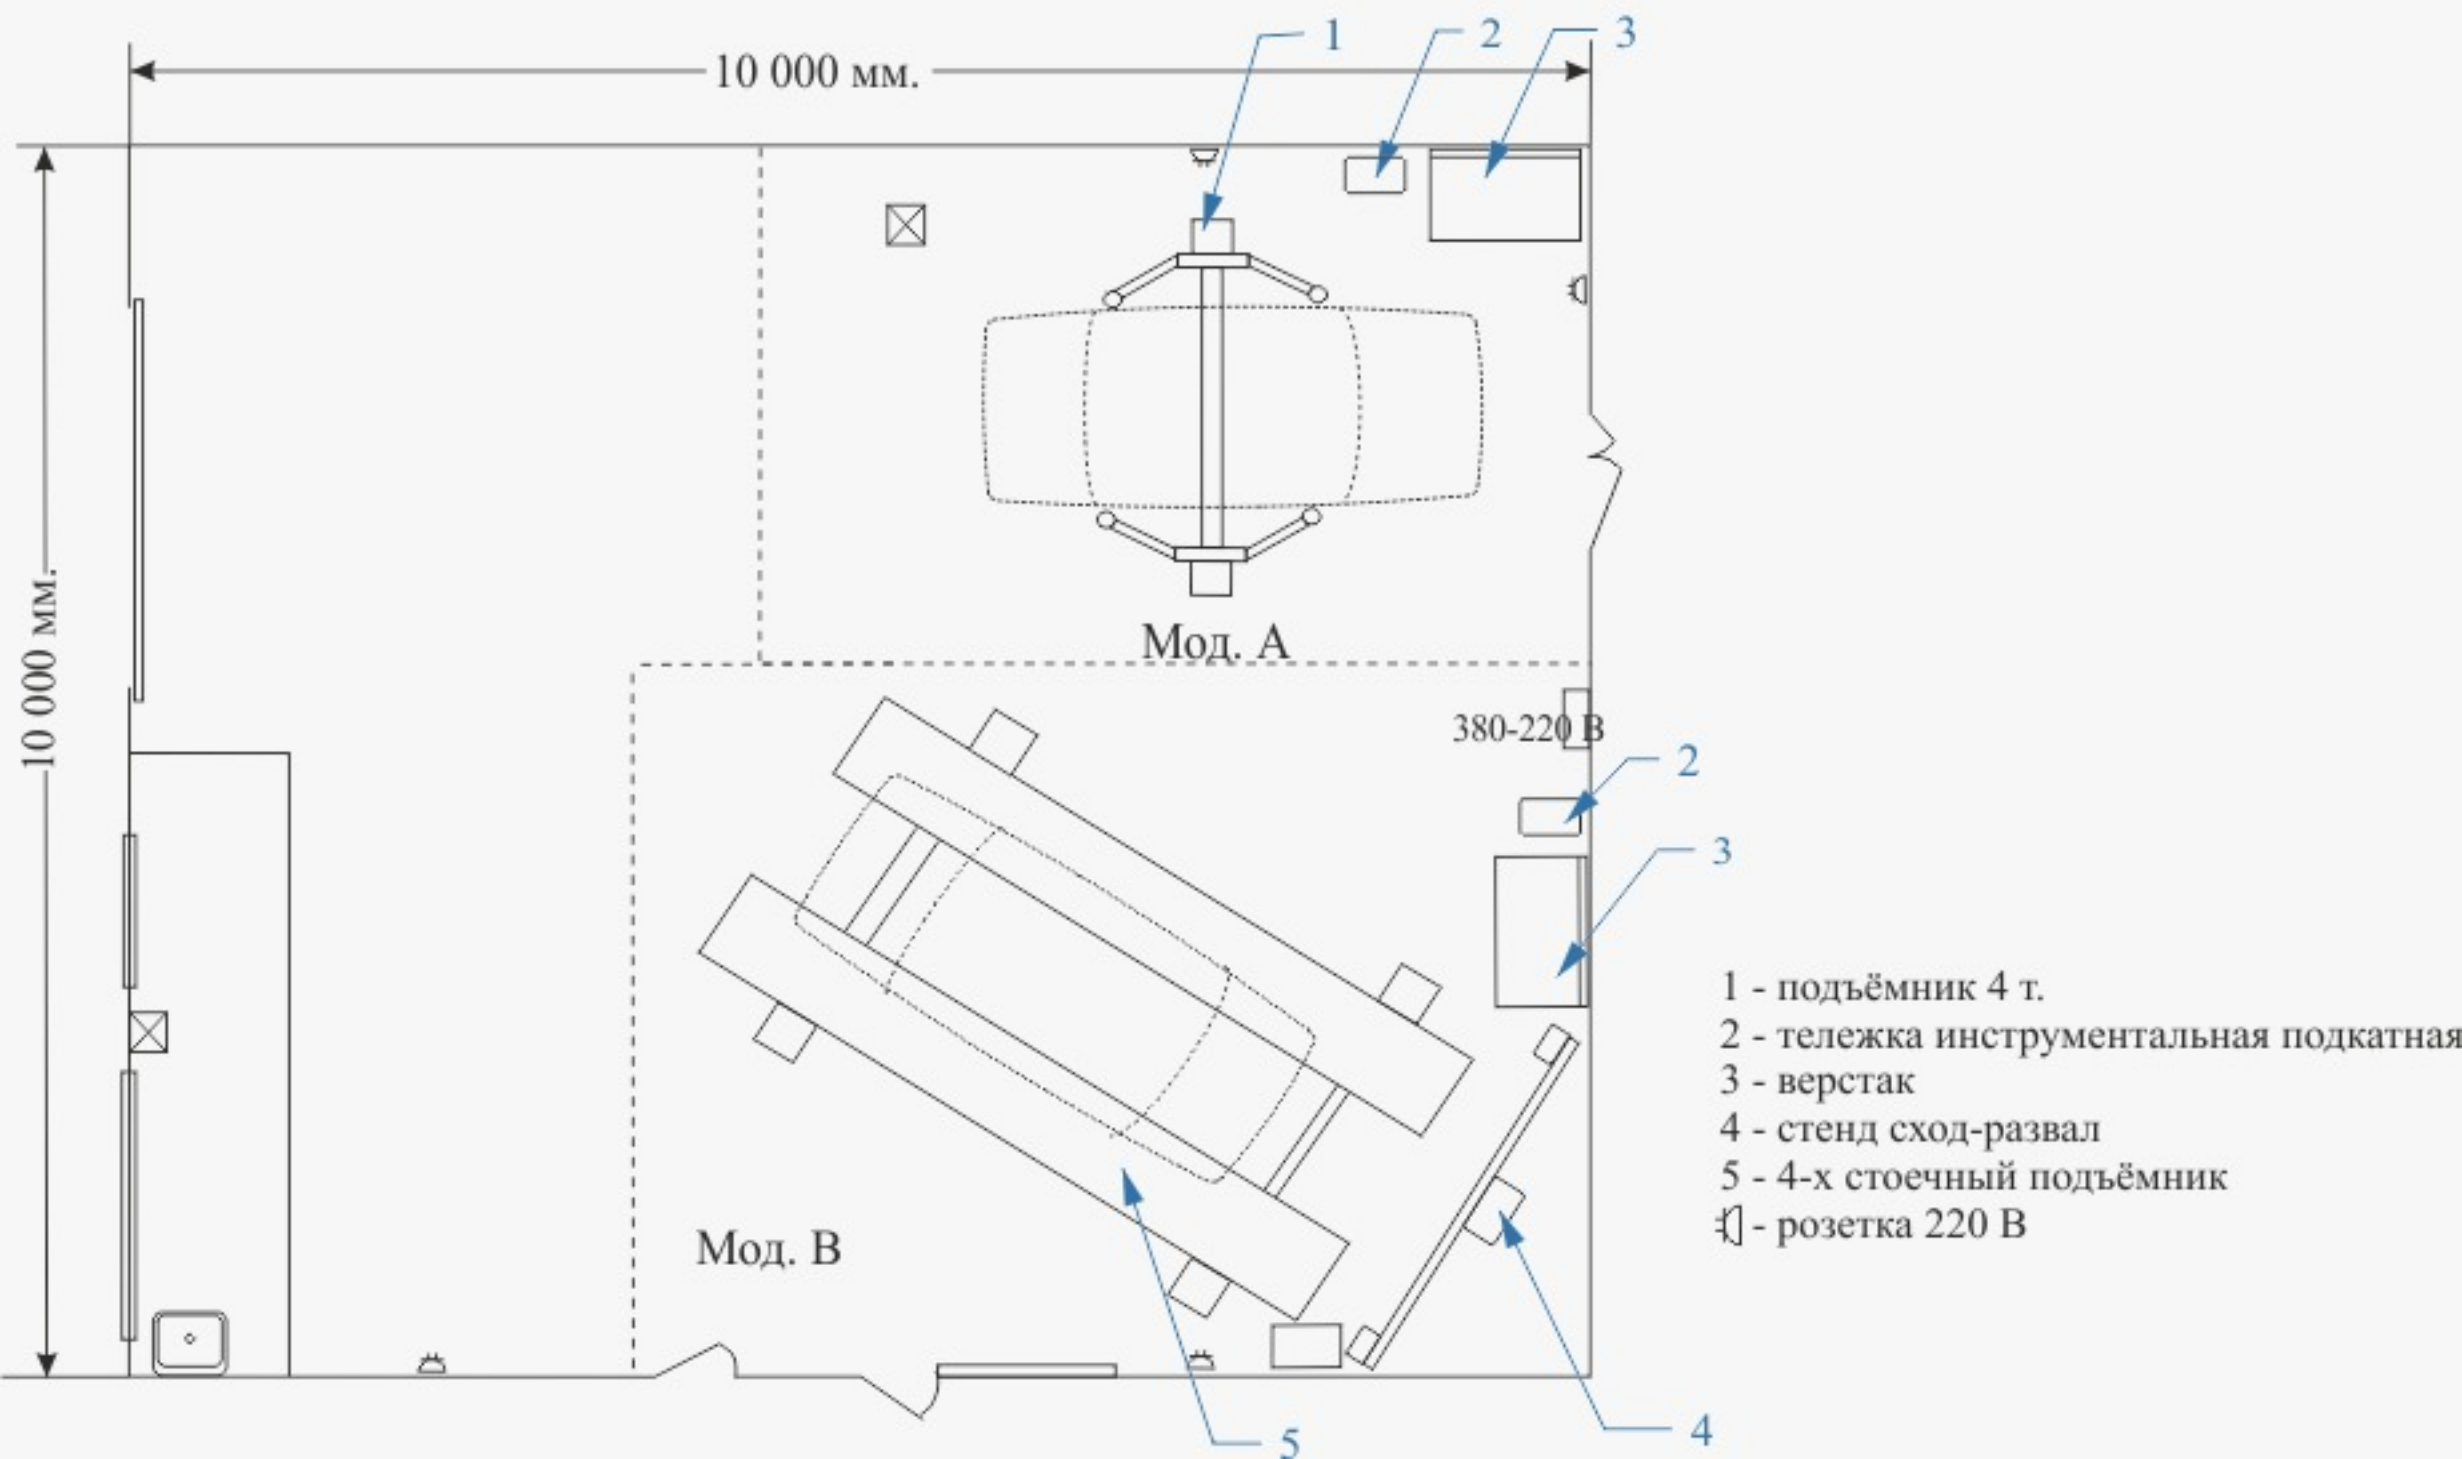 1
2
3
10 000 мм.
10 000 мм.
Мод. А
380-220 В
2
3
1 - подъёмник 4 т.
2 - тележка инструментальная подкатная
3 - верстак
4 - стенд сход-развал
5 - 4-х стоечный подъёмник
- розетка 220 В
Мод. В
4
5